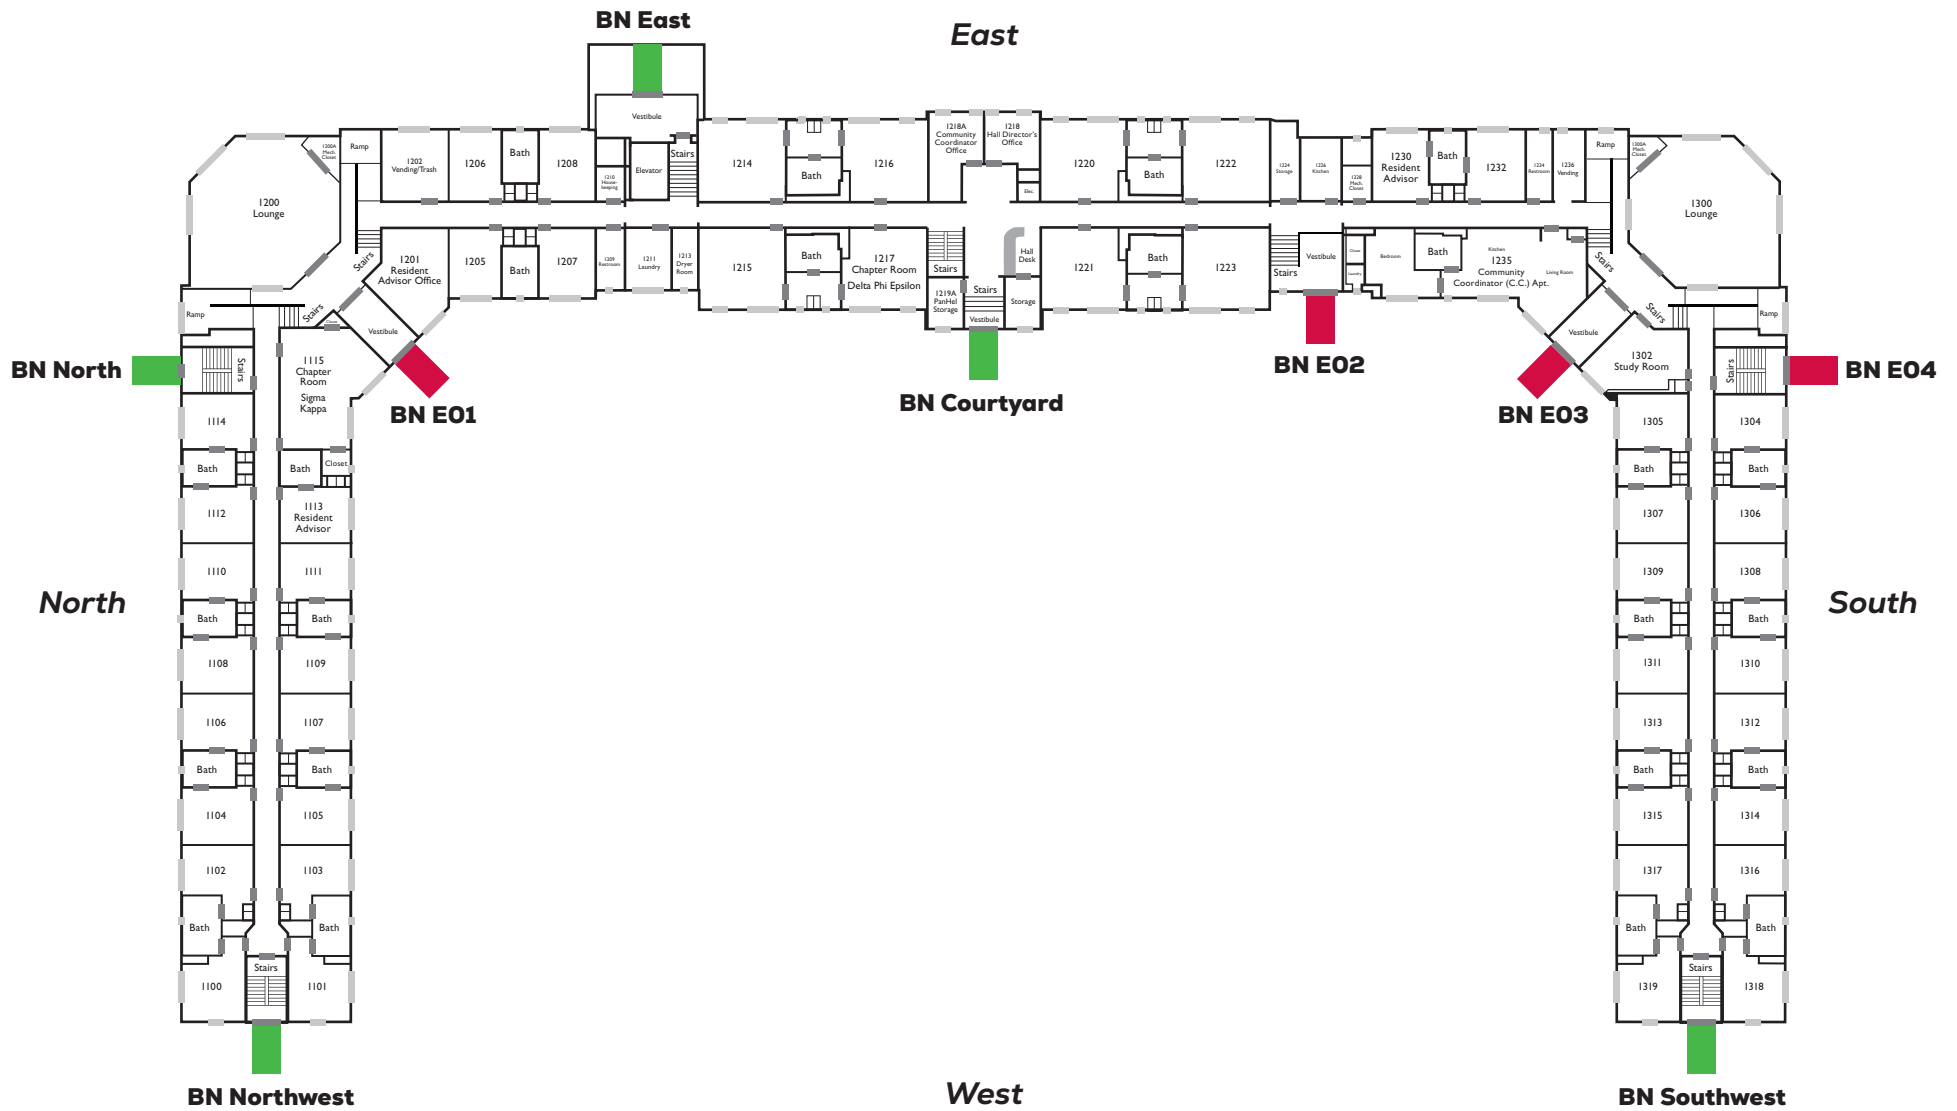 BN East
East
Vestibule
1200A
Mech.
Closet
Ramp
1202
Vending/Trash
1206
Bath
1208
1210
House-
keeping
Elevator
Stairs
1214
Bath
1216
1218A
Community
Coordinator
Office
1218
Hall Director's
Office
Elec.
1220
Bath
1222
1224
Storage
1226
Kitchen
1228
Mech.
Closet
1230
Resident
Advisor
Bath
1232
1234
Restroom
1236
Vending
Ramp
1300A
Mech.
Closet
1200
Lounge
1300
Lounge
Stairs
1201
Resident
Advisor Office
1205
Bath
1207
1209
Restroom
1211
Laundry
1213
Dryer
Room
1215
Bath
1217
Chapter Room
Delta Phi Epsilon
Stairs
1219A
PanHel
Storage
Stairs
Vestibule
Hall
Desk
Storage
1221
Bath
1223
Stairs
Vestibule
Closet
Laundry
Bedroom
Bath
Kitchen
1235
Community
Coordinator (C.C.) Apt.
Living Room
Stairs
Ramp
Stairs
Closet
Vestibule
Vestibule
Stairs
Ramp
BN North
Stairs
1115
Chapter
Room
Sigma
Kappa
BN E01
BN Courtyard
BN E02
BN E03
1302
Study Room
Stairs
BN E04
1114
Bath
Bath
Closet
1112
1113
Resident
Advisor
1110
1111
Bath
Bath
1108
1109
1106
1107
Bath
Bath
1104
1105
1102
1103
Bath
Bath
Stairs
1100
1101
North
BN Northwest
West
1305
1304
Bath
Bath
1307
1306
1309
1308
Bath
Bath
1311
1310
1313
1312
Bath
Bath
1315
1314
1317
1316
Bath
Bath
Stairs
1319
1318
South
BN Southwest